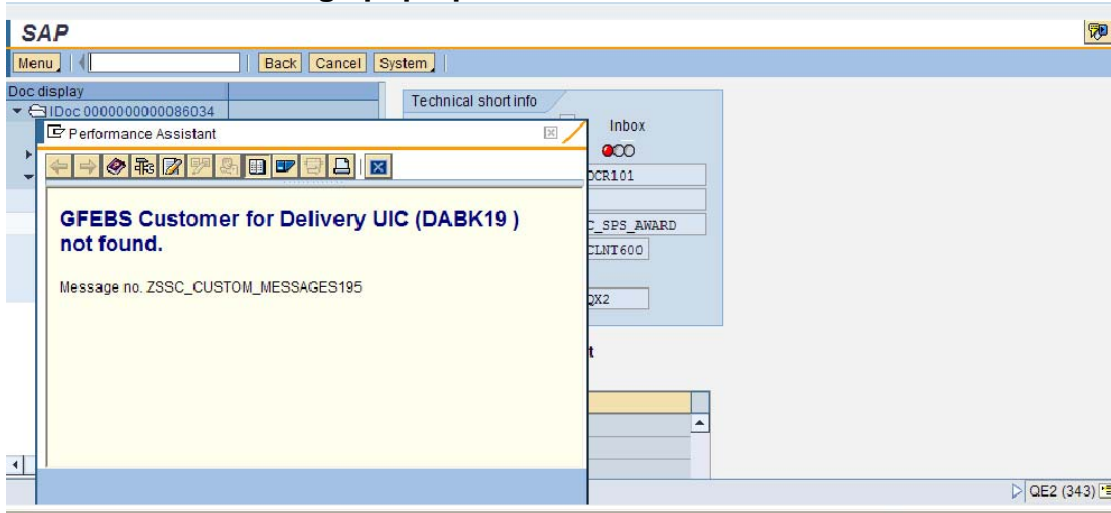 SAP
Menu Back Cancel System
Doc display
IDoc 0000000000086034
Technical short info
Performance Assistant
Inbox
GFEBS Customer for Delivery UIC (DABK19 )
not found.
Message no. ZSSC_CUSTOM_MESSAGES195
OCR101
C_SPS_AWARD
CLNT600
QX2
t
QE2 (343)